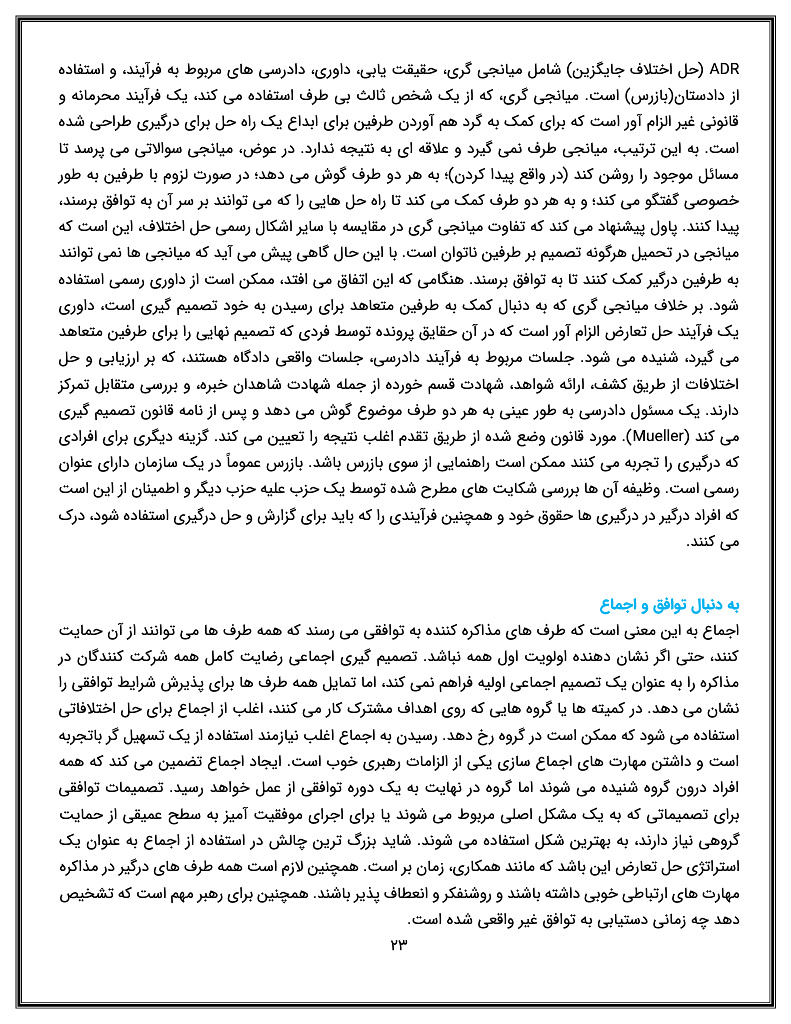 ADR (حل اختلاف جایگزین) شامل میانجی گری، حقیقت یابی، داوری، دادرسی های مربوط به فرآیند، و استفاده
از دادستان(بازرس) است. میانجی گری، که از یک شخص ثالث بی طرف استفاده می کند، یک فرآیند محرمانه و
قانونی غیر الزام آور است که برای کمک به گرد هم آوردن طرفین برای ابداع یک راه حل برای درگیری طراحی شده
است. به این ترتیب، میانجی طرف نمی گیرد و علاقه ای به نتیجه ندارد. در عوض، میانجی سوالاتی می پرسد تا
مسائل موجود را روشن کند (در واقع پیدا کردن)؛ به هر دو طرف گوش می دهد؛ در صورت لزوم با طرفین به طور
خصوصی گفتگو می کند؛ و به هر دو طرف کمک می کند تا راه حل هایی را که می توانند بر سر آن به توافق برسند،
پیدا کنند. پاول پیشنهاد می کند که تفاوت میانجی گری در مقایسه با سایر اشکال رسمی حل اختلاف، این است که
میانجی در تحمیل هرگونه تصمیم بر طرفین ناتوان است. با این حال گاهی پیش می آید که میانجی ها نمی توانند
به طرفین درگیر کمک کنند تا به توافق برسند. هنگامی که این اتفاق می افتد، ممکن است از داوری رسمی استفاده
شود. بر خلاف میانجی گری که به دنبال کمک به طرفین متعاهد برای رسیدن به خود تصمیم گیری است، داوری
یک فرآیند حل تعارض الزام آور است که در آن حقایق پرونده توسط فردی که تصمیم نهایی را برای طرفین متعاهد
می گیرد، شنیده می شود. جلسات مربوط به فرآیند دادرسی، جلسات واقعی دادگاه هستند، که بر ارزیابی و حل
اختلافات از طریق کشف، ارائه شواهد، شهادت قسم خورده از جمله شهادت شاهدان خبره، و بررسی متقابل تمرکز
دارند. یک مسئول دادرسی به طور عینی به هر دو طرف موضوع گوش می دهد و پس از نامه قانون تصمیم گیری
می کند (Mueller). مورد قانون وضع شده از طریق تقدم اغلب نتیجه را تعیین می کند. گزینه دیگری برای افرادی
که درگیری را تجربه می کنند ممکن است راهنمایی از سوی بازرس باشد. بازرس عموماً در یک سازمان دارای عنوان
رسمی است. وظیفه آن ها بررسی شکایت های مطرح شده توسط یک حزب علیه حزب دیگر و اطمینان از این است
که افراد درگیر در درگیری ها حقوق خود و همچنین فرآیندی را که باید برای گزارش و حل درگیری استفاده شود، درک
می کنند.
به دنبال توافق و اجماع
اجماع به این معنی است که طرف های مذاکره کننده به توافقی می رسند که همه طرف ها می توانند از آن حمایت
کنند، حتی اگر نشان دهنده اولویت اول همه نباشد. تصمیم گیری اجماعی رضایت کامل همه شرکت کنندگان در
مذاکره را به عنوان یک تصمیم اجماعی اولیه فراهم نمی کند، اما تمایل همه طرف ها برای پذیرش شرایط توافقی را
نشان می دهد. در کمیته ها یا گروه هایی که روی اهداف مشترک کار می کنند، اغلب از اجماع برای حل اختلافاتی
استفاده می شود که ممکن است در گروه رخ دهد. رسیدن به اجماع اغلب نیازمند استفاده از یک تسهیل گر باتجربه
است و داشتن مهارت های اجماع سازی یکی از الزامات رهبری خوب است. ایجاد اجماع تضمین می کند که همه
افراد درون گروه شنیده می شوند اما گروه در نهایت به یک دوره توافقی از عمل خواهد رسید. تصمیمات توافقی
برای تصمیماتی که به یک مشکل اصلی مربوط می شوند یا برای اجرای موفقیت آمیز به سطح عمیقی از حمایت
گروهی نیاز دارند، به بهترین شکل استفاده می شوند. شاید بزرگ ترین چالش در استفاده از اجماع به عنوان یک
استراتژی حل تعارض این باشد که مانند همکاری، زمان بر است. همچنین لازم است همه طرف های درگیر در مذاکره
مهارت های ارتباطی خوبی داشته باشند و روشنفکر و انعطاف پذیر باشند. همچنین برای رهبر مهم است که تشخیص
دهد چه زمانی دستیابی به توافق غیر واقعی شده است.
۲۳